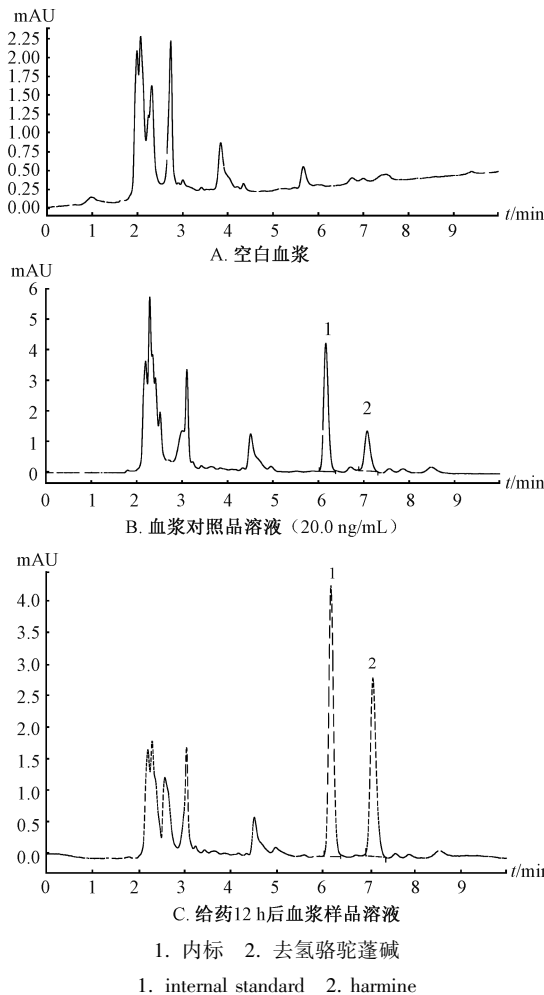 mAU
2.25
2.00
1.75
1.50
1.25
1.00
0.75
0.50
0.25
0.00
0 1 2 3 4 5 6 7 8 9
t/min
A. 空白血浆
mAU
6
5
4
3
2
1
0
1
2
0 1 2 3 4 5 6 7 8 9
t/min
B. 血浆对照品溶液（20.0 ng/mL）
mAU
4.0
3.5
3.0
2.5
2.0
1.5
1.0
0.5
0.0
1
2
0 1 2 3 4 5 6 7 8 9
t/min
C. 给药12 h后血浆样品溶液
1. 内标 2. 去氢骆驼蓬碱
1. internal standard 2. harmine